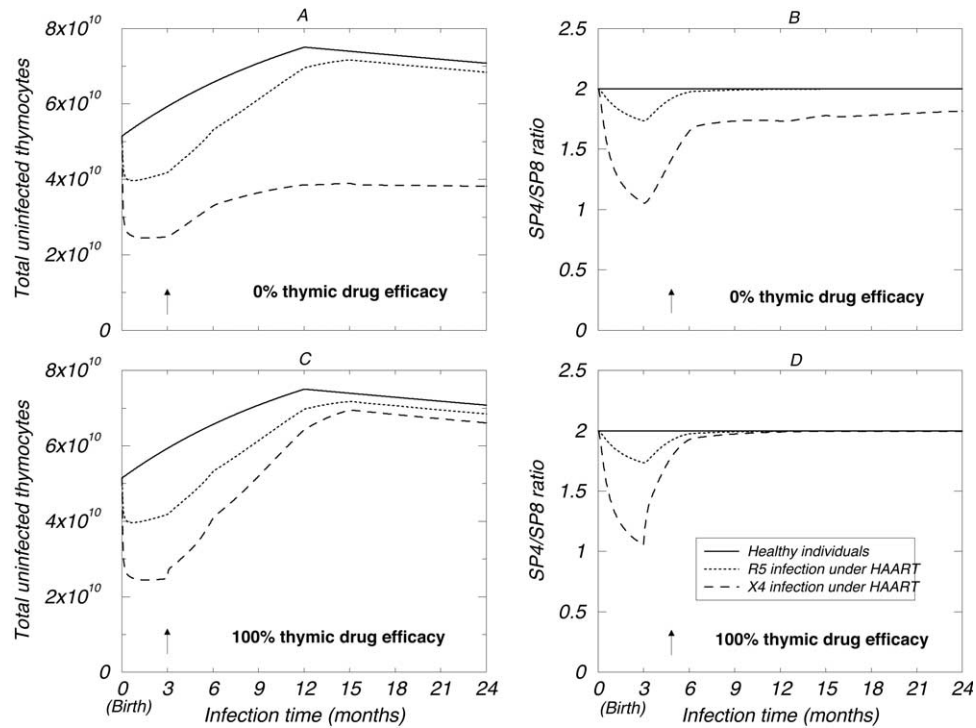 A
B
8x10^10
6x10^10
4x10^10
2x10^10
0
Total uninfected thymocytes
0% thymic drug efficacy
2.5
2
1.5
1
0.5
0
SP4/SP8 ratio
0% thymic drug efficacy
C
D
8x10^10
6x10^10
4x10^10
2x10^10
0
Total uninfected thymocytes
100% thymic drug efficacy
2.5
2
1.5
1
0.5
0
SP4/SP8 ratio
Healthy individuals
R5 infection under HAART
X4 infection under HAART
100% thymic drug efficacy
0 3 6 9 12 15 18 21 24
(Birth) Infection time (months)
0 3 6 9 12 15 18 21 24
(Birth) Infection time (months)